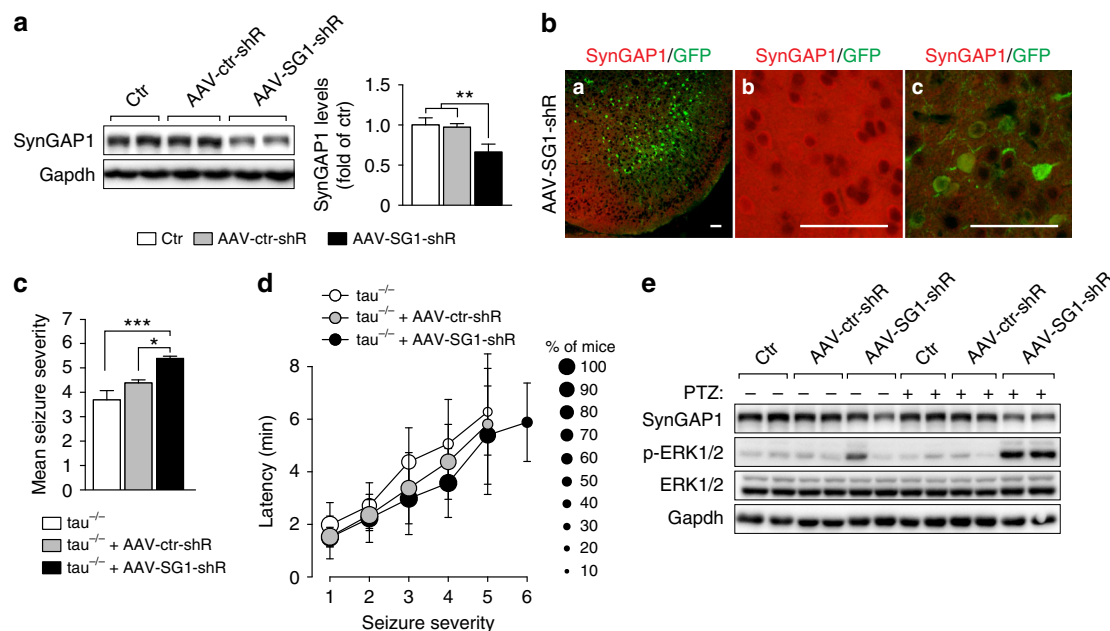 a
Ctr
AAV-ctr-shR
AAV-SG1-shR
SynGAP1
Gapdh
SynGAP1 levels
(fold of ctr)
1.5
1.0
0.5
0
**
Ctr
AAV-ctr-shR
AAV-SG1-shR
b
SynGAP1/GFP
SynGAP1/GFP
SynGAP1/GFP
AAV-SG1-shR
a
b
c
c
Mean seizure severity
7
6
5
4
3
2
1
0
***
*
tau−/−
tau−/− + AAV-ctr-shR
tau−/− + AAV-SG1-shR
d
tau−/−
tau−/− + AAV-ctr-shR
tau−/− + AAV-SG1-shR
Latency (min)
8
6
4
2
0
1 2 3 4 5 6
Seizure severity
% of mice
100
90
80
70
60
50
40
30
20
10
e
Ctr
AAV-ctr-shR
AAV-SG1-shR
Ctr
AAV-ctr-shR
AAV-SG1-shR
PTZ: − − − − − − + + + + + +
SynGAP1
p-ERK1/2
ERK1/2
Gapdh